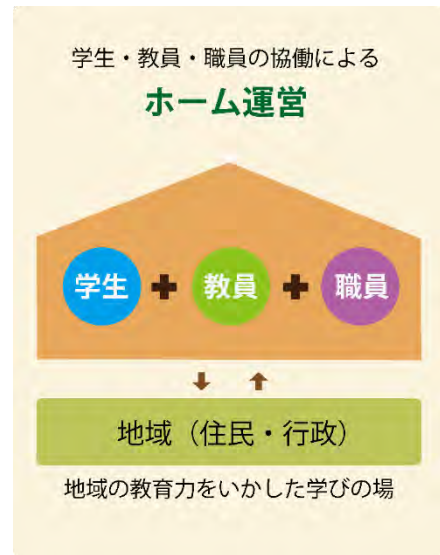 学生・教員・職員の協働による
ホーム運営
学生 + 教員 + 職員
地域（住民・行政）
地域の教育力をいかした学びの場